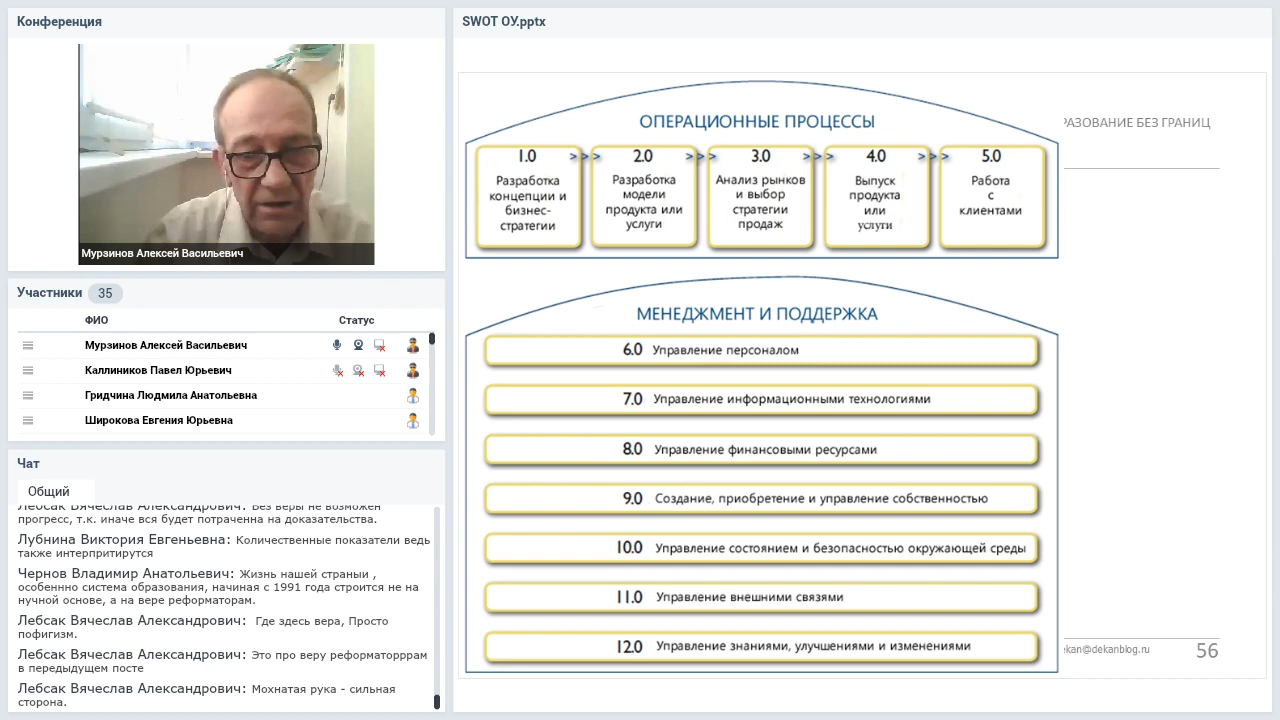 Конференция
Мурзинов Алексей Васильевич
Участники 35
ФИО Статус
Мурзинов Алексей Васильевич
Каллиников Павел Юрьевич
Гридчина Людмила Анатольевна
Широкова Евгения Юрьевна
Чат
Общий
Лебсак Вячеслав Александрович: Без веры не возможен
прогресс, т.к. иначе вся будет потраченна на доказательства.
Лубнина Виктория Евгеньевна: Количественные показатели ведь
также интерпритирутся
Чернов Владимир Анатольевич: Жизнь нашей страныи ,
особеннно система образования, начиная с 1991 года строится не на
нучной основе, а на вере реформаторам.
Лебсак Вячеслав Александрович: Где здесь вера, Просто
пофигизм.
Лебсак Вячеслав Александрович: Это про веру реформаторррам
в передыдущем посте
Лебсак Вячеслав Александрович: Мохнатая рука - сильная
сторона.
SWOT ОУ.pptx
РАЗОВАНИЕ БЕЗ ГРАНИЦ
ОПЕРАЦИОННЫЕ ПРОЦЕССЫ
1.0 >>>
Разработка
концепции и
бизнес-
стратегии
2.0 >>>
Разработка
модели
продукта или
услуги
3.0 >>>
Анализ рынков
и выбор
стратегии
продаж
4.0 >>>
Выпуск
продукта
или
услуги
5.0
Работа
с
клиентами
МЕНЕДЖМЕНТ И ПОДДЕРЖКА
6.0 Управление персоналом
7.0 Управление информационными технологиями
8.0 Управление финансовыми ресурсами
9.0 Создание, приобретение и управление собственностью
10.0 Управление состоянием и безопасностью окружающей среды
11.0 Управление внешними связями
12.0 Управление знаниями, улучшениями и изменениями
ekan@dekanblog.ru 56